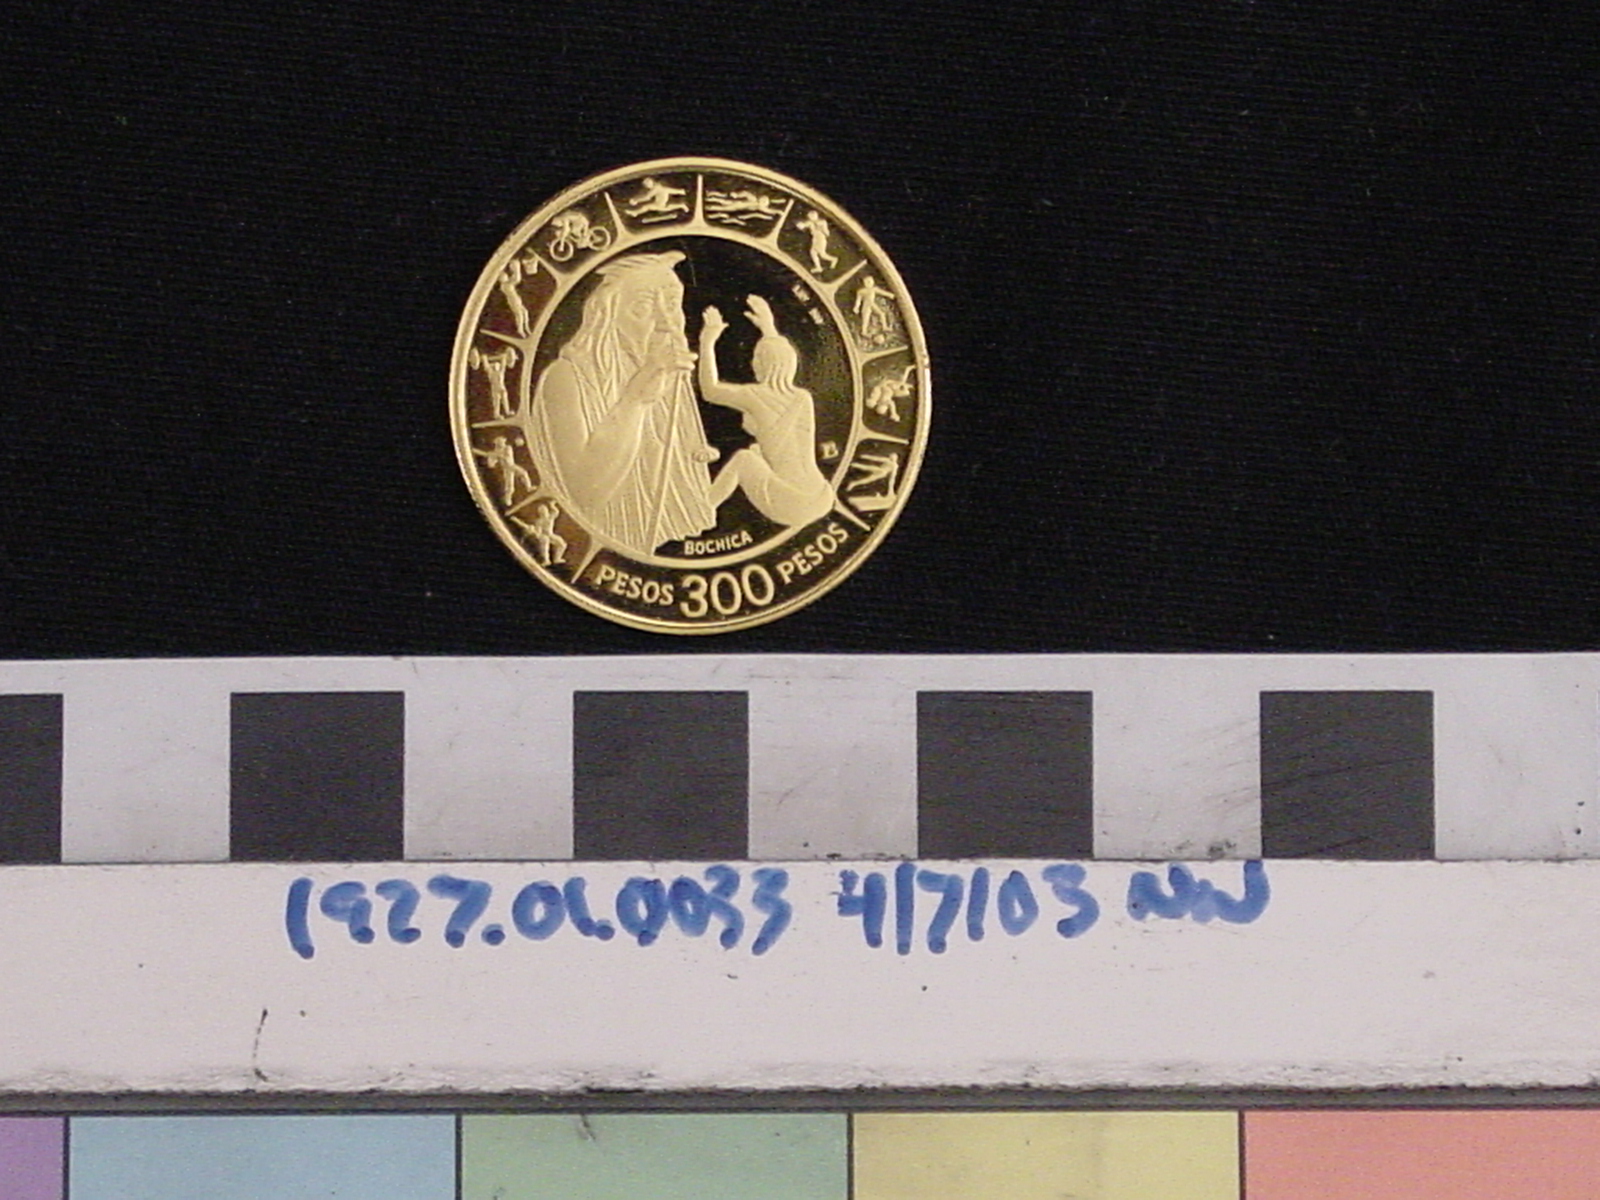 BOCHICA
PESOS 300 PESOS
B
1927.01.0033 4/7/03 NW